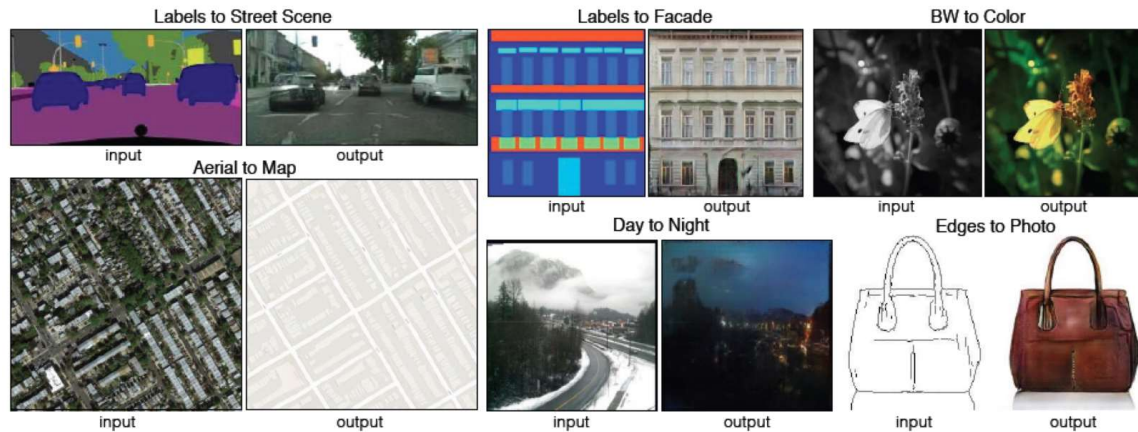 Labels to Street Scene
input
output
Aerial to Map
input
output
Labels to Facade
input
output
BW to Color
input
output
Day to Night
input
output
Edges to Photo
input
output